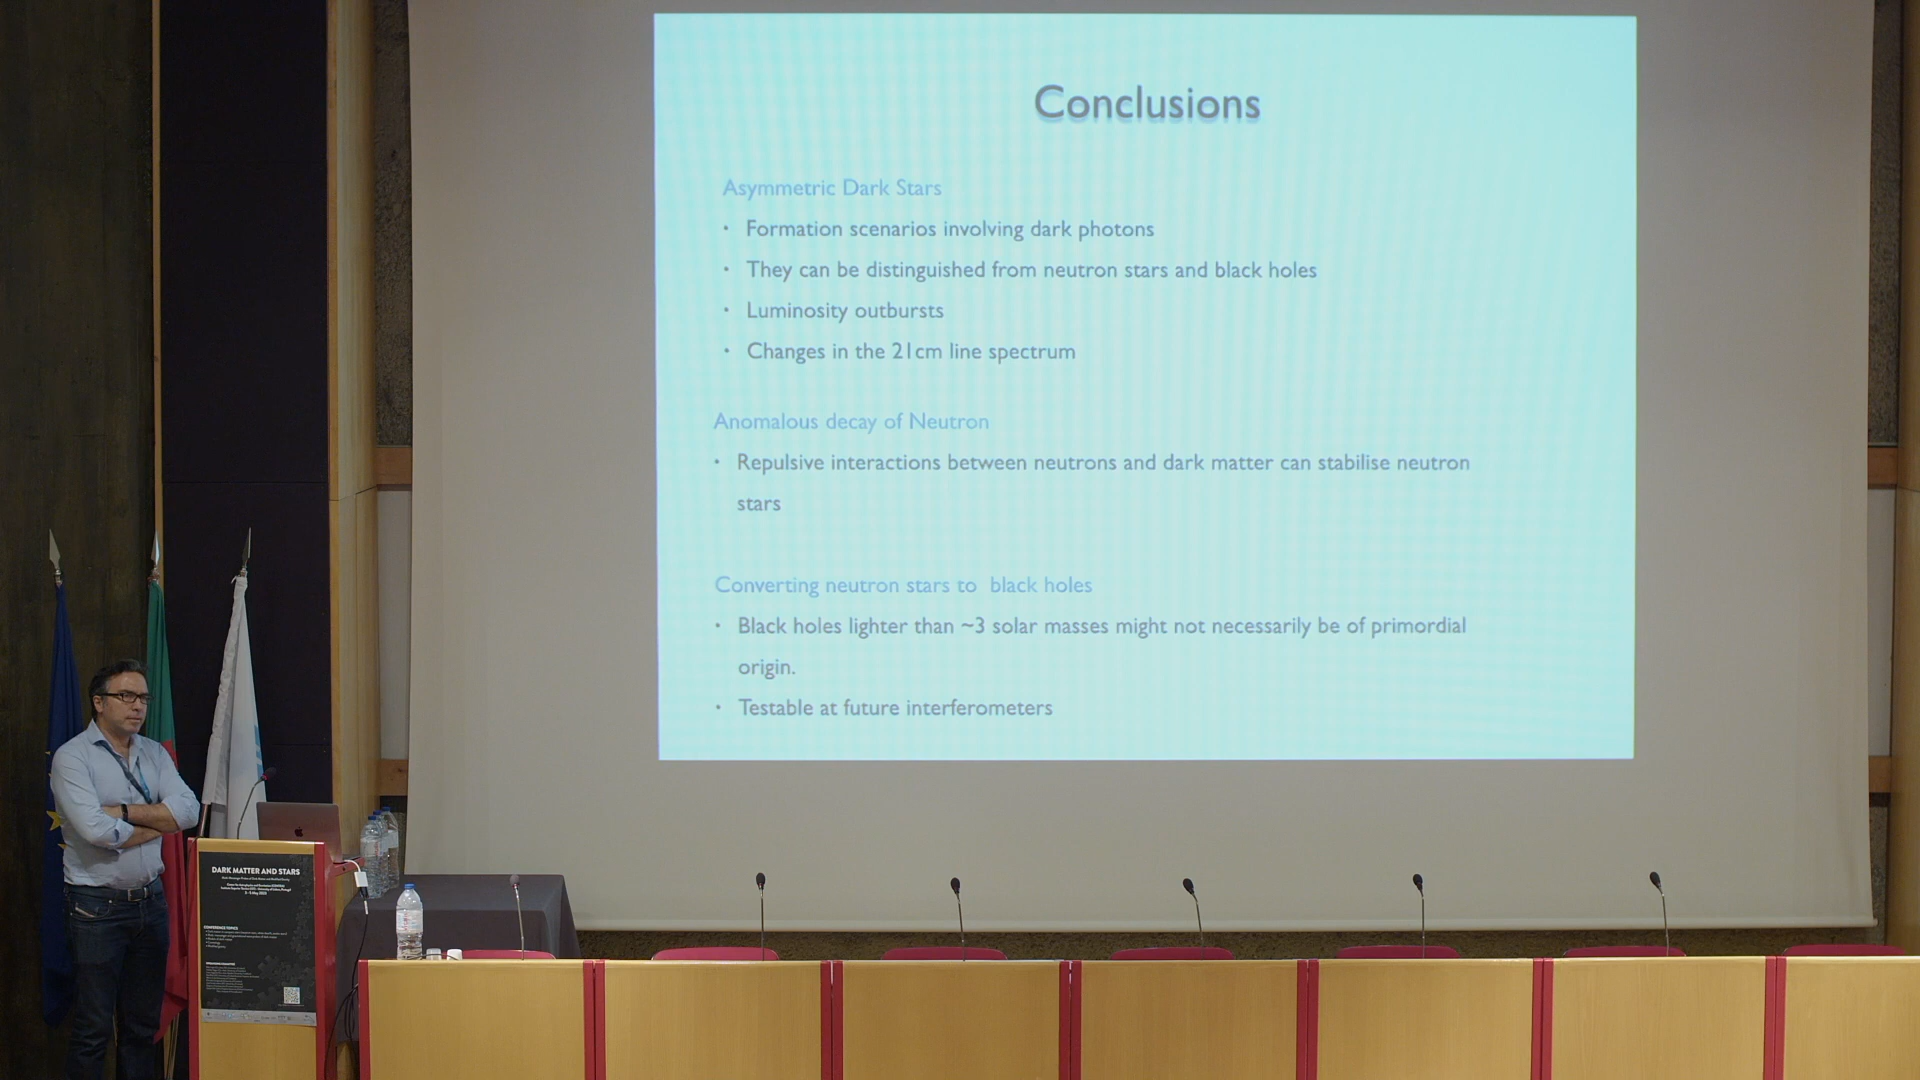 Conclusions
Asymmetric Dark Stars
• Formation scenarios involving dark photons
• They can be distinguished from neutron stars and black holes
• Luminosity outbursts
• Changes in the 21cm line spectrum
Anomalous decay of Neutron
• Repulsive interactions between neutrons and dark matter can stabilise neutron
stars
Converting neutron stars to black holes
• Black holes lighter than ~3 solar masses might not necessarily be of primordial
origin.
• Testable at future interferometers
DARK MATTER AND STARS
CONFERENCE TOPICS